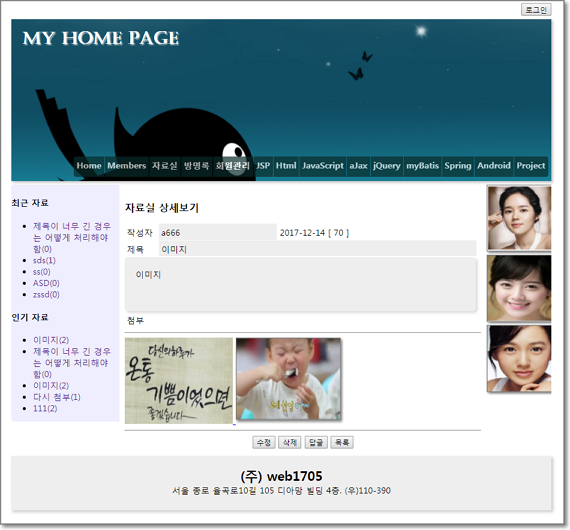 로그인
MY HOME PAGE
Home Members 자료실 방명록 회원관리 JSP Html JavaScript aJax jQuery myBatis Spring Android Project
최근 자료
제목이 너무 긴 경우
는 어떻게 처리해야
함(0)
sds(1)
ss(0)
ASD(0)
zssd(0)
인기 자료
이미지(2)
제목이 너무 긴 경우
는 어떻게 처리해야
함(0)
이미지(2)
다시 첨부(1)
111(2)
자료실 상세보기
작성자 a666 2017-12-14 [ 70 ]
제목 이미지
이미지
첨부
당신의 하루가
온통
기쁨이었으면
좋겠습니다
수정 삭제 답글 목록
(주) web1705
서울 종로 율곡로10길 105 디아망 빌딩 4층. (우)110-390